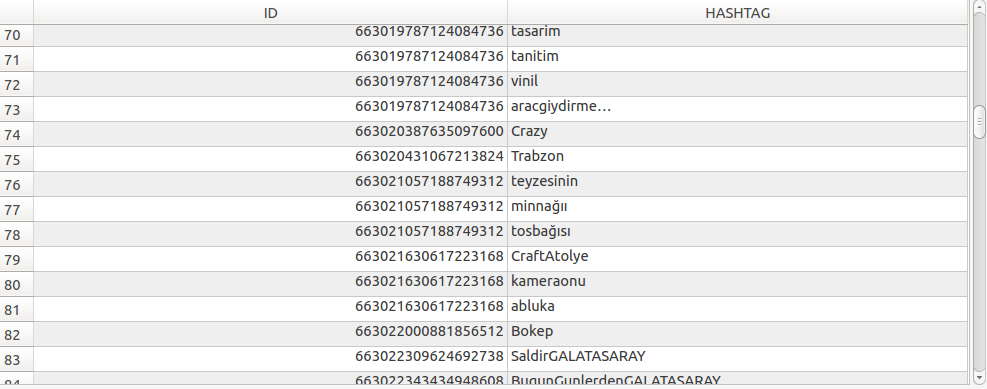 ID HASHTAG
70 663019787124084736 tasarim
71 663019787124084736 tanitim
72 663019787124084736 vinil
73 663019787124084736 aracgiydirme…
74 663020387635097600 Crazy
75 663020431067213824 Trabzon
76 663021057188749312 teyzesinin
77 663021057188749312 minnağıı
78 663021057188749312 tosbağısı
79 663021630617223168 CraftAtolye
80 663021630617223168 kameraonu
81 663021630617223168 abluka
82 663022000881856512 Bokep
83 663022309624692738 SaldirGALATASARAY
84 663022343434948608 BugunGunlerdenGALATASARAY